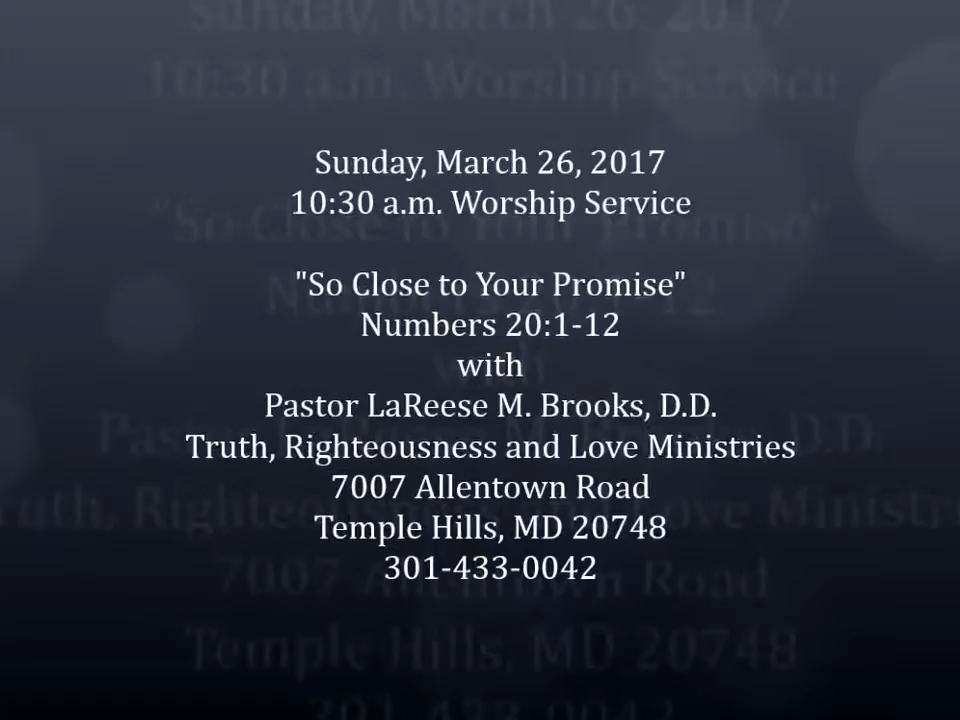 Sunday, March 26, 2017
10:30 a.m. Worship Service
"So Close to Your Promise"
Numbers 20:1-12
with
Pastor LaReese M. Brooks, D.D.
Truth, Righteousness and Love Ministries
7007 Allentown Road
Temple Hills, MD 20748
301-433-0042